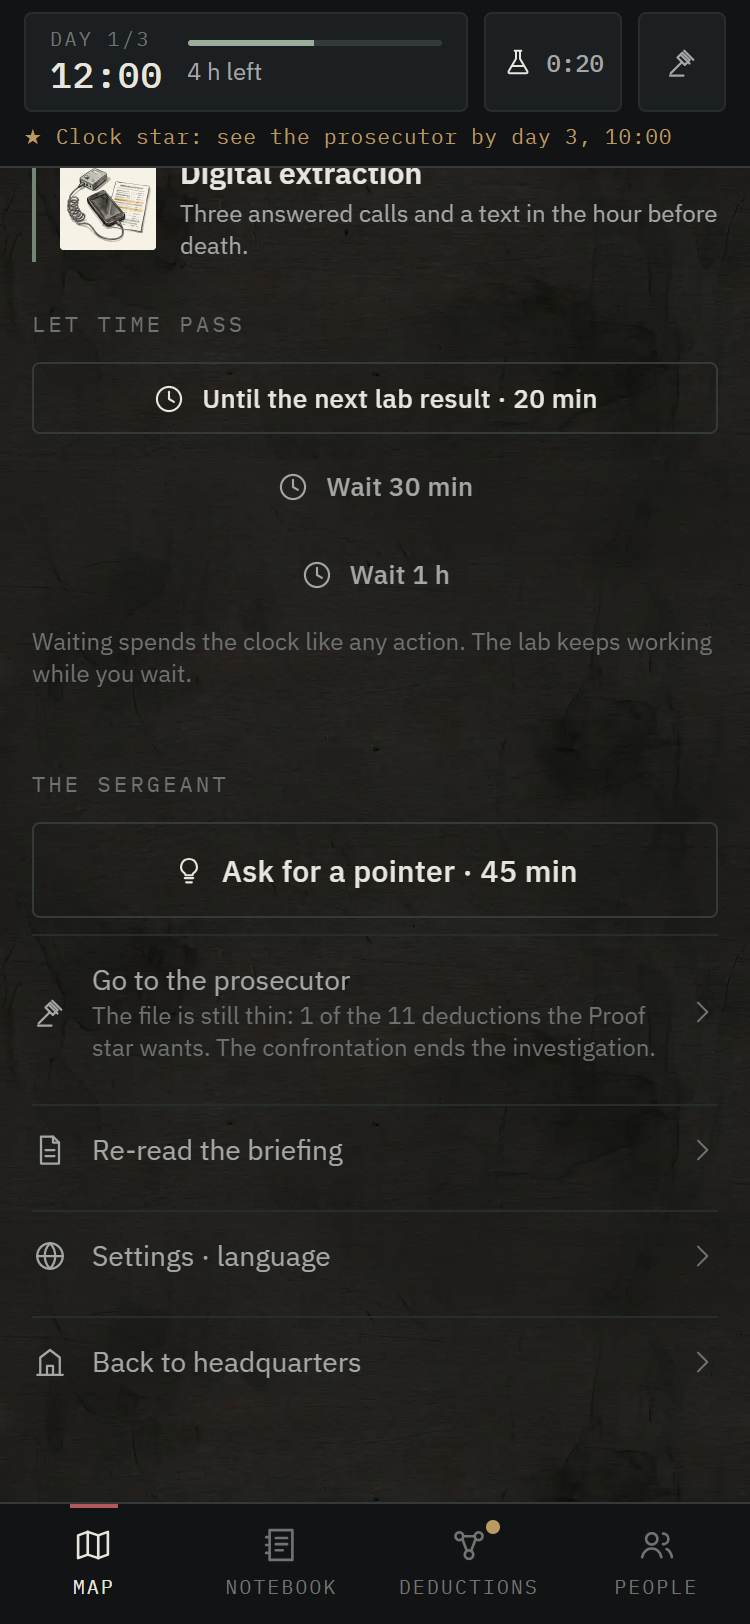 DAY 1/3
12:00
4 h left
0:20
★ Clock star: see the prosecutor by day 3, 10:00
Digital extraction
Three answered calls and a text in the hour before
death.
LET TIME PASS
Until the next lab result · 20 min
Wait 30 min
Wait 1 h
Waiting spends the clock like any action. The lab keeps working
while you wait.
THE SERGEANT
Ask for a pointer · 45 min
Go to the prosecutor
The file is still thin: 1 of the 11 deductions the Proof
star wants. The confrontation ends the investigation.
Re-read the briefing
Settings · language
Back to headquarters
MAP
NOTEBOOK
DEDUCTIONS
PEOPLE